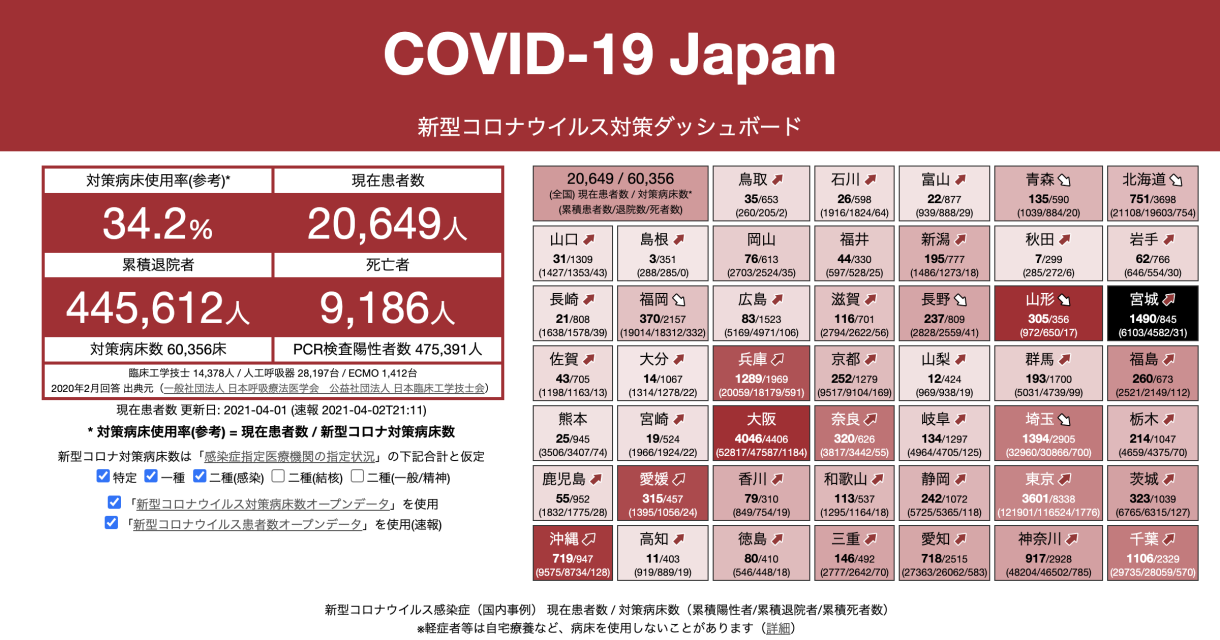 COVID-19 Japan
新型コロナウイルス対策ダッシュボード
対策病床使用率(参考)*
現在患者数
34.2%
20,649人
累積退院者
死亡者
445,612人
9,186人
対策病床数 60,356床
PCR検査陽性者数 475,391人
臨床工学技士 14,378人 / 人工呼吸器 28,197台 / ECMO 1,412台
2020年2月回答 出典元 (一般社団法人 日本呼吸療法医学会　公益社団法人 日本臨床工学技士会)
現在患者数 更新日: 2021-04-01 (速報 2021-04-02T21:11)
* 対策病床使用率(参考) = 現在患者数 / 新型コロナ対策病床数
新型コロナ対策病床数は「感染症指定医療機関の指定状況」の下記合計と仮定
特定 一種 二種(感染) 二種(結核) 二種(一般/精神)
「新型コロナウイルス対策病床数オープンデータ」を使用
「新型コロナウイルス患者数オープンデータ」を使用(速報)
20,649 / 60,356
(全国) 現在患者数 / 対策病床数*
(累積患者数/退院数/死者数)
鳥取
35/653
(260/205/2)
石川
26/598
(1916/1824/64)
富山
22/877
(939/888/29)
青森
135/590
(1039/884/20)
北海道
751/3698
(21108/19603/754)
山口
31/1309
(1427/1353/43)
島根
3/351
(288/285/0)
岡山
76/613
(2703/2524/35)
福井
44/330
(597/528/25)
新潟
195/777
(1486/1273/18)
秋田
7/299
(285/272/6)
岩手
62/766
(646/554/30)
長崎
21/808
(1638/1578/39)
福岡
370/2157
(19014/18312/332)
広島
83/1523
(5169/4971/106)
滋賀
116/701
(2794/2622/56)
長野
237/809
(2828/2559/41)
山形
305/356
(972/650/17)
宮城
1490/845
(6103/4582/31)
佐賀
43/705
(1198/1163/13)
大分
14/1067
(1314/1278/22)
兵庫
1289/1969
(20059/18179/591)
京都
252/1279
(9517/9104/169)
山梨
12/424
(969/938/19)
群馬
193/1700
(5031/4739/99)
福島
260/673
(2521/2149/112)
熊本
25/945
(3506/3407/74)
宮崎
19/524
(1966/1924/22)
大阪
4046/4406
(52817/47587/1184)
奈良
320/626
(3817/3442/55)
岐阜
134/1297
(4964/4705/125)
埼玉
1394/2905
(32960/30866/700)
栃木
214/1047
(4659/4375/70)
鹿児島
55/952
(1832/1775/28)
愛媛
315/457
(1395/1056/24)
香川
79/310
(849/754/19)
和歌山
113/537
(1295/1164/18)
静岡
242/1072
(5725/5365/118)
東京
3601/8338
(121901/116524/1776)
茨城
323/1039
(6765/6315/127)
沖縄
719/947
(9575/8734/128)
高知
11/403
(919/889/19)
徳島
80/410
(546/448/18)
三重
146/492
(2777/2642/70)
愛知
718/2515
(27363/26062/583)
神奈川
917/2928
(48204/46502/785)
千葉
1106/2329
(29735/28059/570)
新型コロナウイルス感染症（国内事例） 現在患者数 / 対策病床数（累積陽性者/累積退院者/累積死者数）
※軽症者等は自宅療養など、病床を使用しないことがあります（詳細）